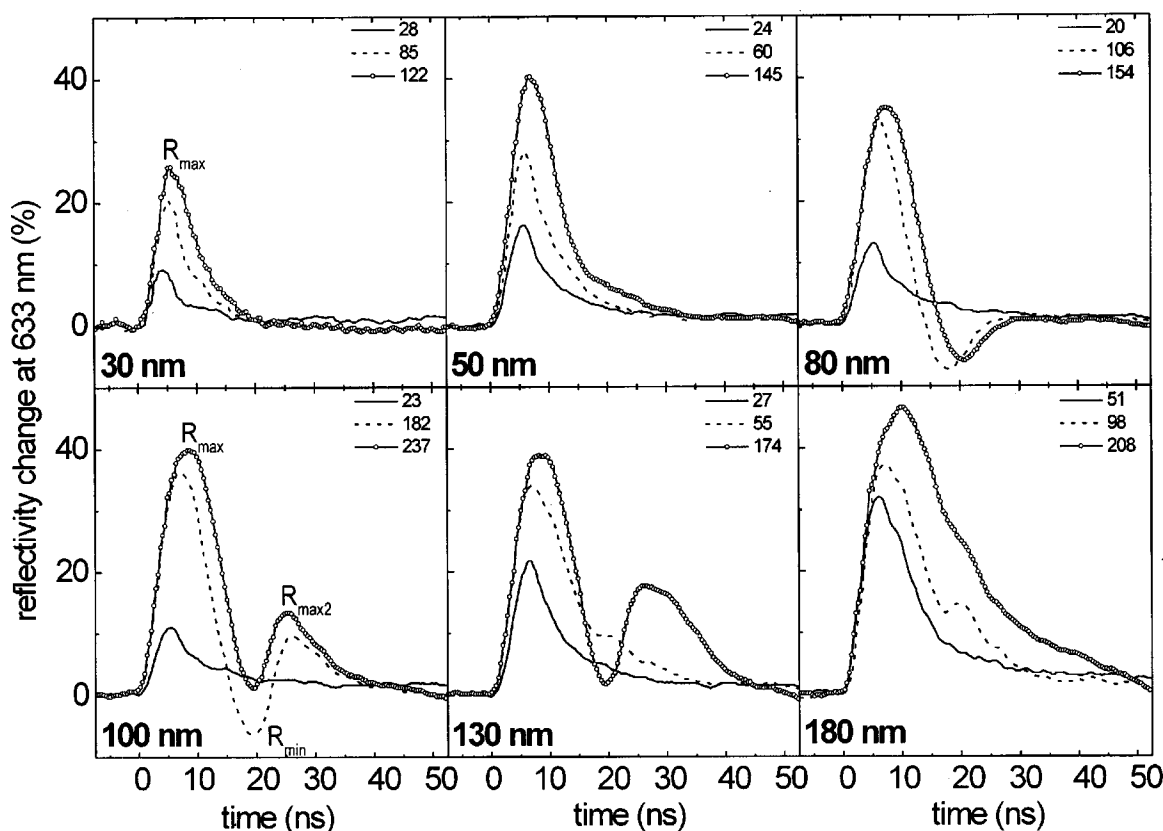 28
85
122
24
60
145
20
106
154
40
20
0
R max
30 nm
50 nm
80 nm
reflectivity change at 633 nm (%)
23
182
237
27
55
174
51
98
208
40
20
0
R max
R max2
R min
100 nm
130 nm
180 nm
0 10 20 30 40 50
0 10 20 30 40 50
0 10 20 30 40 50
time (ns)
time (ns)
time (ns)